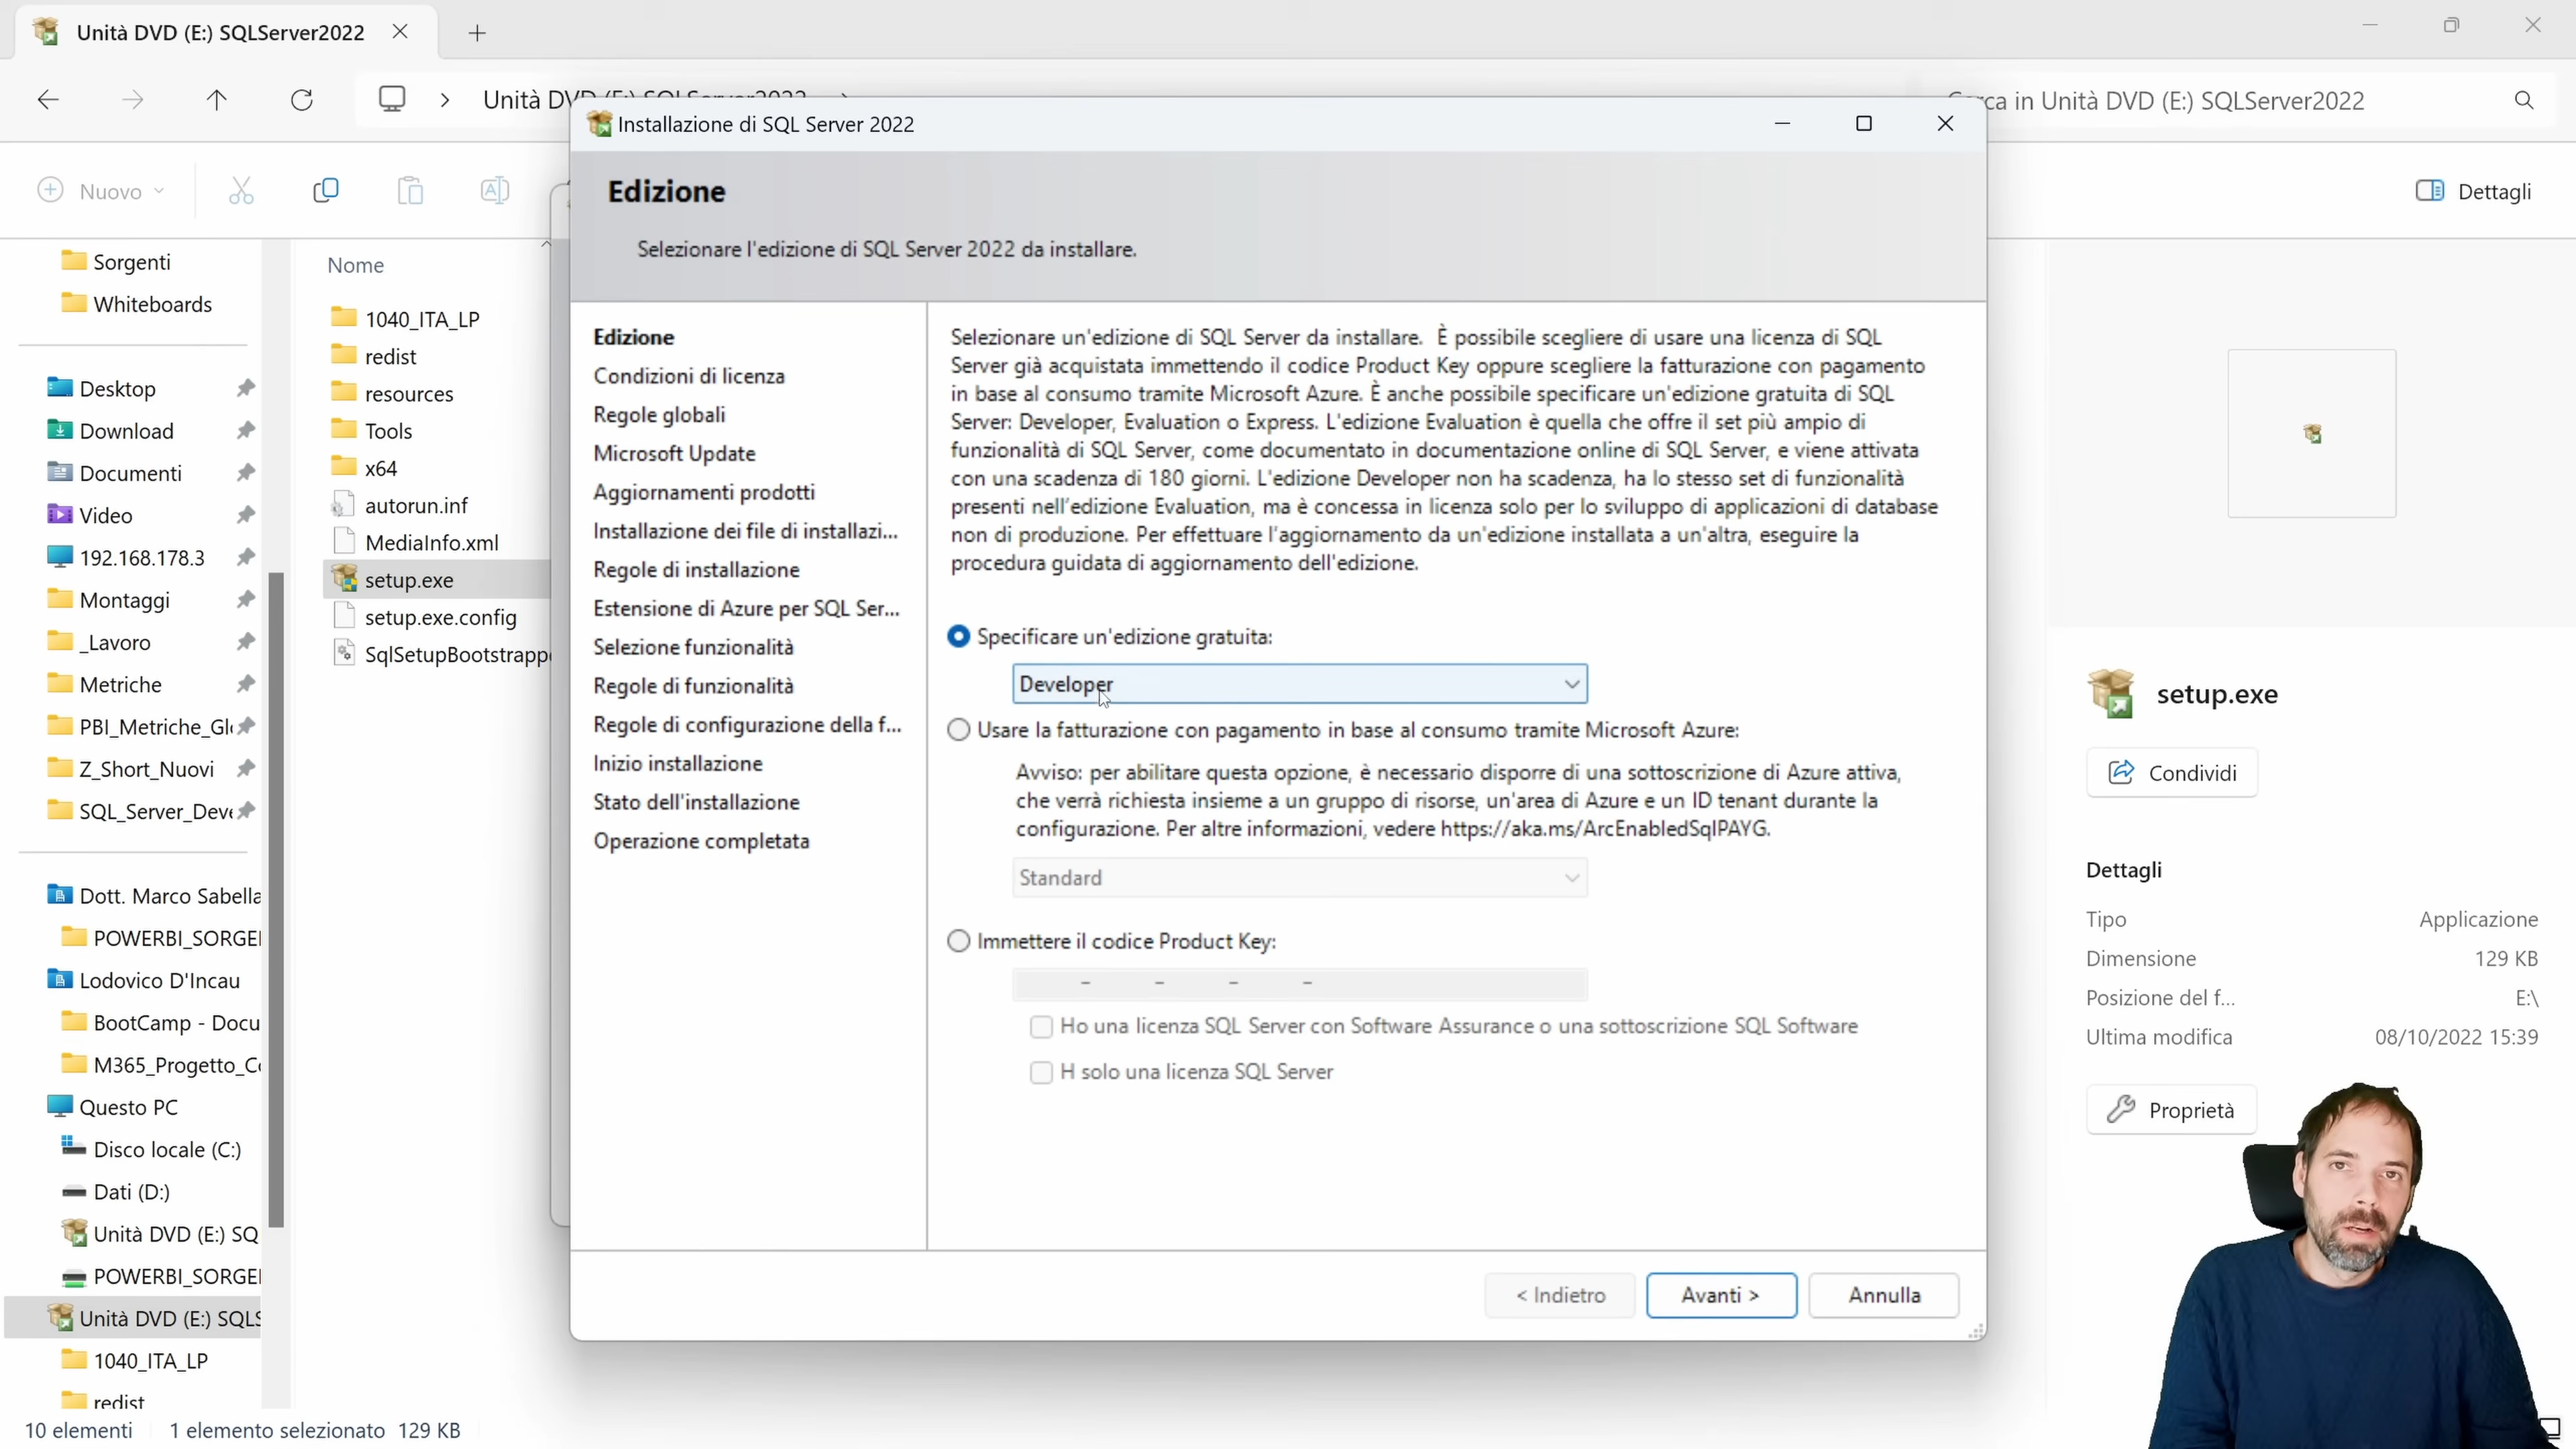 Unità DVD (E:) SQLServer2022
Cerca in Unità DVD (E:) SQLServer2022
Nuovo
Dettagli
Sorgenti
Whiteboards
Desktop
Download
Documenti
Video
192.168.178.3
Montaggi
_Lavoro
Metriche
PBI_Metriche_Gl
Z_Short_Nuovi
SQL_Server_Deve
Dott. Marco Sabella
POWERBI_SORGE
Lodovico D'Incau
BootCamp - Docu
M365_Progetto_C
Questo PC
Disco locale (C:)
Dati (D:)
Unità DVD (E:) SQ
POWERBI_SORGE
Unità DVD (E:) SQLS
1040_ITA_LP
redist
Nome
1040_ITA_LP
redist
resources
Tools
x64
autorun.inf
MediaInfo.xml
setup.exe
setup.exe.config
SqlSetupBootstrapp
Installazione di SQL Server 2022
Edizione
Selezionare l'edizione di SQL Server 2022 da installare.
Edizione
Condizioni di licenza
Regole globali
Microsoft Update
Aggiornamenti prodotti
Installazione dei file di installazi...
Regole di installazione
Estensione di Azure per SQL Ser...
Selezione funzionalità
Regole di funzionalità
Regole di configurazione della f...
Inizio installazione
Stato dell'installazione
Operazione completata
Selezionare un'edizione di SQL Server da installare. È possibile scegliere di usare una licenza di SQL
Server già acquistata immettendo il codice Product Key oppure scegliere la fatturazione con pagamento
in base al consumo tramite Microsoft Azure. È anche possibile specificare un'edizione gratuita di SQL
Server: Developer, Evaluation o Express. L'edizione Evaluation è quella che offre il set più ampio di
funzionalità di SQL Server, come documentato in documentazione online di SQL Server, e viene attivata
con una scadenza di 180 giorni. L'edizione Developer non ha scadenza, ha lo stesso set di funzionalità
presenti nell'edizione Evaluation, ma è concessa in licenza solo per lo sviluppo di applicazioni di database
non di produzione. Per effettuare l'aggiornamento da un'edizione installata a un'altra, eseguire la
procedura guidata di aggiornamento dell'edizione.
Specificare un'edizione gratuita:
Developer
Usare la fatturazione con pagamento in base al consumo tramite Microsoft Azure:
Avviso: per abilitare questa opzione, è necessario disporre di una sottoscrizione di Azure attiva,
che verrà richiesta insieme a un gruppo di risorse, un'area di Azure e un ID tenant durante la
configurazione. Per altre informazioni, vedere https://aka.ms/ArcEnabledSqlPAYG.
Standard
Immettere il codice Product Key:
- - - -
Ho una licenza SQL Server con Software Assurance o una sottoscrizione SQL Software
H solo una licenza SQL Server
< Indietro
Avanti >
Annulla
setup.exe
Condividi
Dettagli
Tipo Applicazione
Dimensione 129 KB
Posizione del f... E:\
Ultima modifica 08/10/2022 15:39
Proprietà
10 elementi 1 elemento selezionato 129 KB